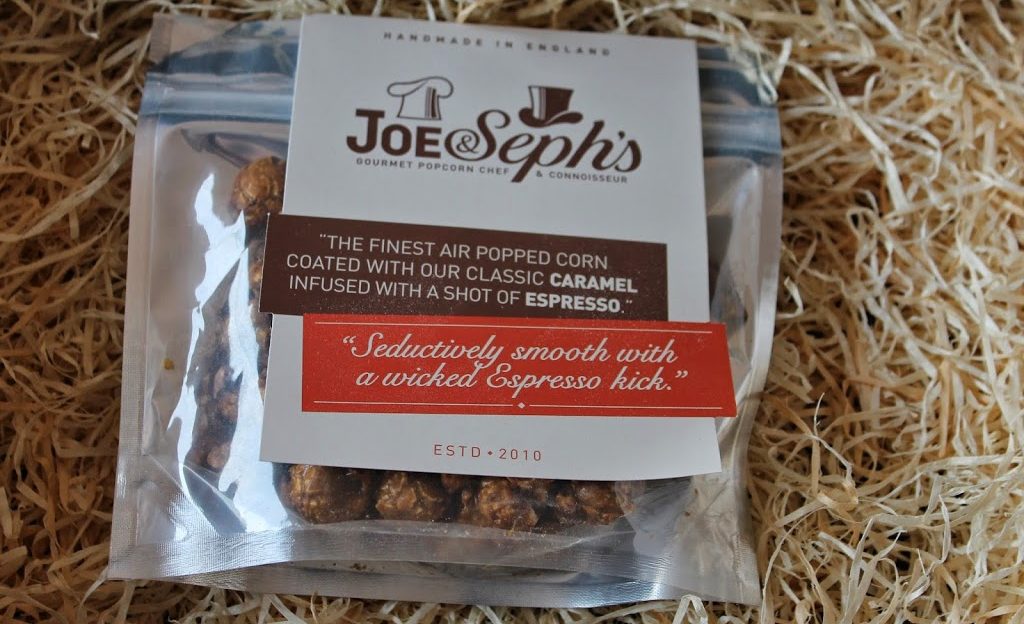 HANDMADE IN ENGLAND
JOE & Seph's
GOURMET POPCORN CHEF & CONNOISSEUR
"THE FINEST AIR POPPED CORN
COATED WITH OUR CLASSIC CARAMEL
INFUSED WITH A SHOT OF ESPRESSO."
"Seductively smooth with
a wicked Espresso kick."
ESTD ◆ 2010